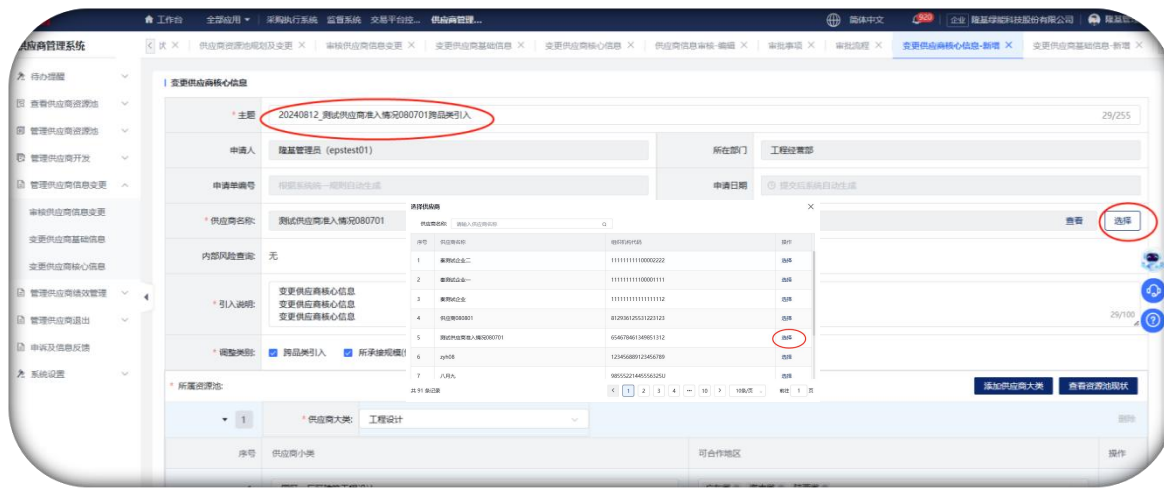 工作台 全部应用 采购执行系统 监管系统 交易平台控... 供应商管理... 简体中文 920 企业 隆基绿能科技股份有限公司
供应商管理系统
状 × 供应商资源池规划及变更 × 审核供应商信息变更 × 变更供应商基础信息 × 变更供应商核心信息 × 供应商信息审核-编辑 × 审批事项 × 审批流程 × 变更供应商核心信息-新增 × 变更供应商基础信息-新增 ×
待办提醒
查看供应商资源池
管理供应商资源池
管理供应商开发
管理供应商信息变更
审核供应商信息变更
变更供应商基础信息
变更供应商核心信息
管理供应商绩效管理
管理供应商退出
申诉及信息反馈
系统设置
变更供应商核心信息
* 主题 20240812_测试供应商准入情况080701跨品类引入 29/255
申请人 隆基管理员 (epstest01) 所在部门 工程经营部
申请单编号 根据系统统一规则自动生成 申请日期 提交后系统自动生成
* 供应商名称: 测试供应商准入情况080701 查看 选择
内部风险查询: 无
* 引入说明: 变更供应商核心信息
变更供应商核心信息
变更供应商核心信息
29/100
* 调整类别: 跨品类引入 所承接规模(
选择供应商 ×
供应商名称: 请输入供应商名称
序号 供应商名称 组织机构代码 操作
1 秦测试企业二 111111111100002222 选择
2 秦测试企业一 111111111100001111 选择
3 秦测试企业 选择
4 供应商080801 812936125531223123 选择
5 测试供应商准入情况080701 654678461349851312 选择
6 zyh08 123456889123456789 选择
7 八月九 选择
共 91 条记录 1 2 3 4 ... 10 10条/页 前往 1 页
* 所属资源池: 添加供应商大类 查看资源池现状
1 * 供应商大类: 工程设计 删除
序号 供应商小类 可合作地区 操作